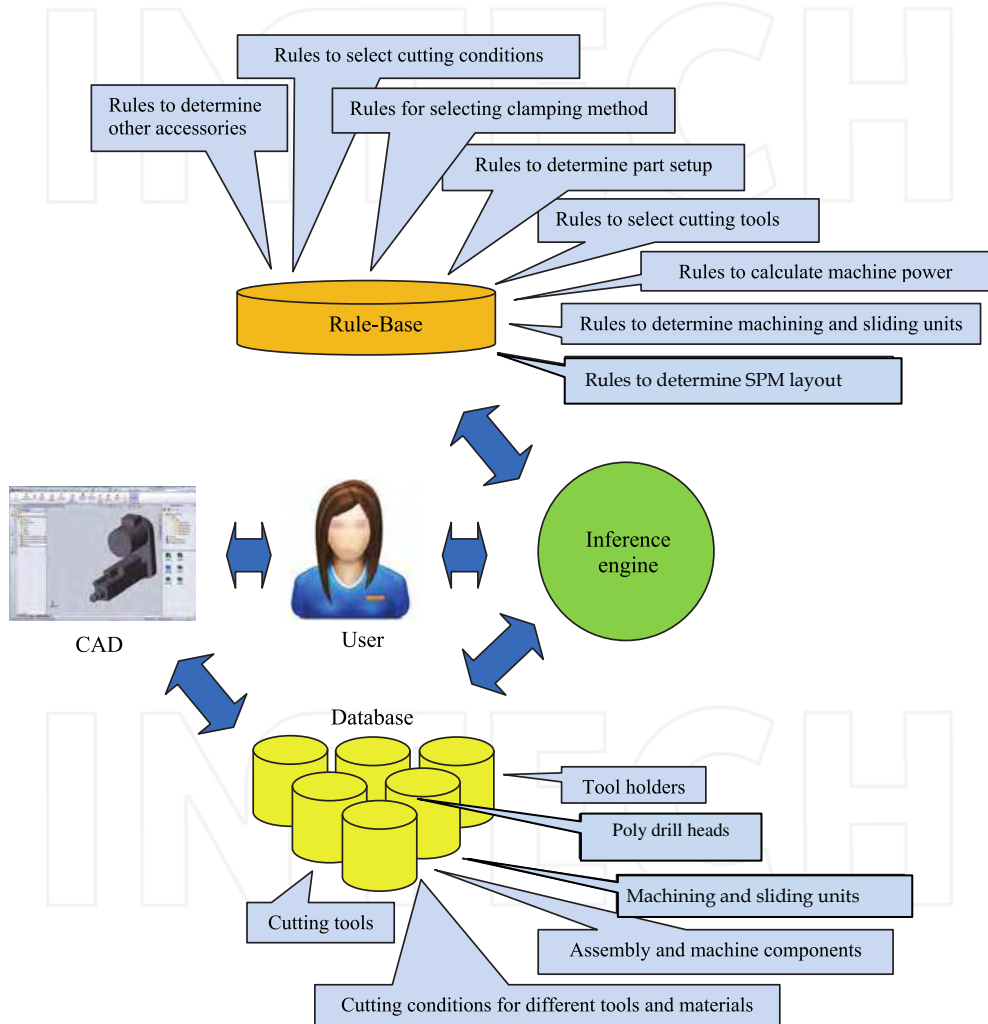 INTECH
Rules to select cutting conditions
Rules to determine
other accessories
Rules for selecting clamping method
Rules to determine part setup
Rules to select cutting tools
Rules to calculate machine power
Rule-Base
Rules to determine machining and sliding units
Rules to determine SPM layout
Inference
engine
CAD
User
Database
INTECH
Tool holders
Poly drill heads
Machining and sliding units
Cutting tools
Assembly and machine components
Cutting conditions for different tools and materials